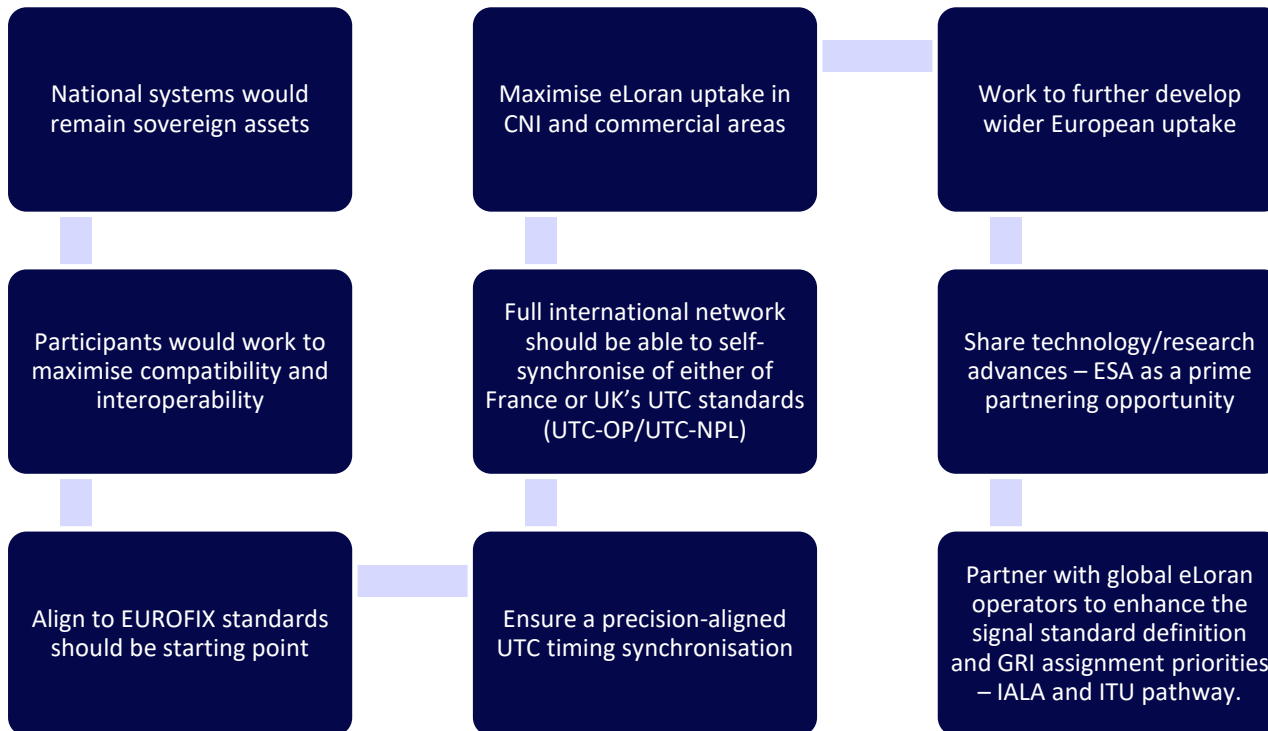 National systems would
remain sovereign assets
Participants would work to
maximise compatibility and
interoperability
Align to EUROFIX standards
should be starting point
Ensure a precision-aligned
UTC timing synchronisation
Full international network
should be able to self-
synchronise of either of
France or UK’s UTC standards
(UTC-OP/UTC-NPL)
Maximise eLoran uptake in
CNI and commercial areas
Work to further develop
wider European uptake
Share technology/research
advances – ESA as a prime
partnering opportunity
Partner with global eLoran
operators to enhance the
signal standard definition
and GRI assignment priorities
– IALA and ITU pathway.